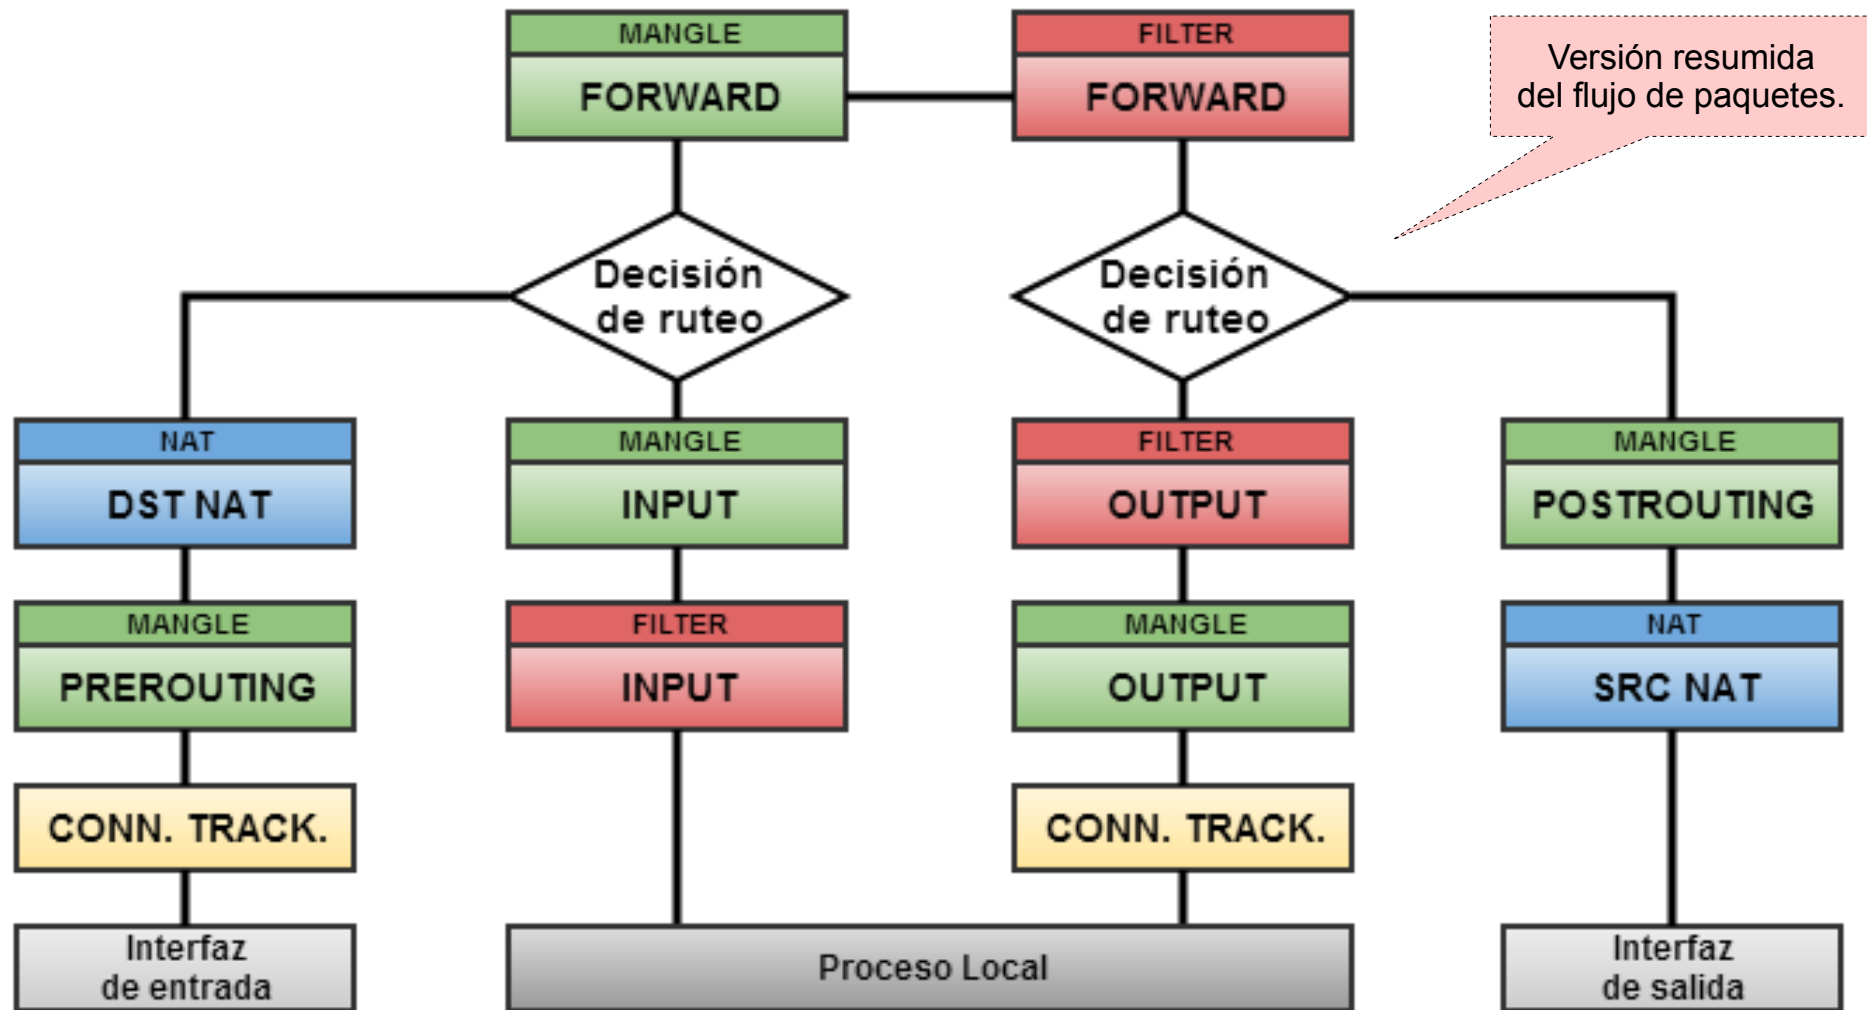 MANGLE
FORWARD
FILTER
FORWARD
Versión resumida
del flujo de paquetes.
Decisión
de ruteo
Decisión
de ruteo
NAT
DST NAT
MANGLE
INPUT
FILTER
OUTPUT
MANGLE
POSTROUTING
MANGLE
PREROUTING
FILTER
INPUT
MANGLE
OUTPUT
NAT
SRC NAT
CONN. TRACK.
CONN. TRACK.
Interfaz
de entrada
Proceso Local
Interfaz
de salida